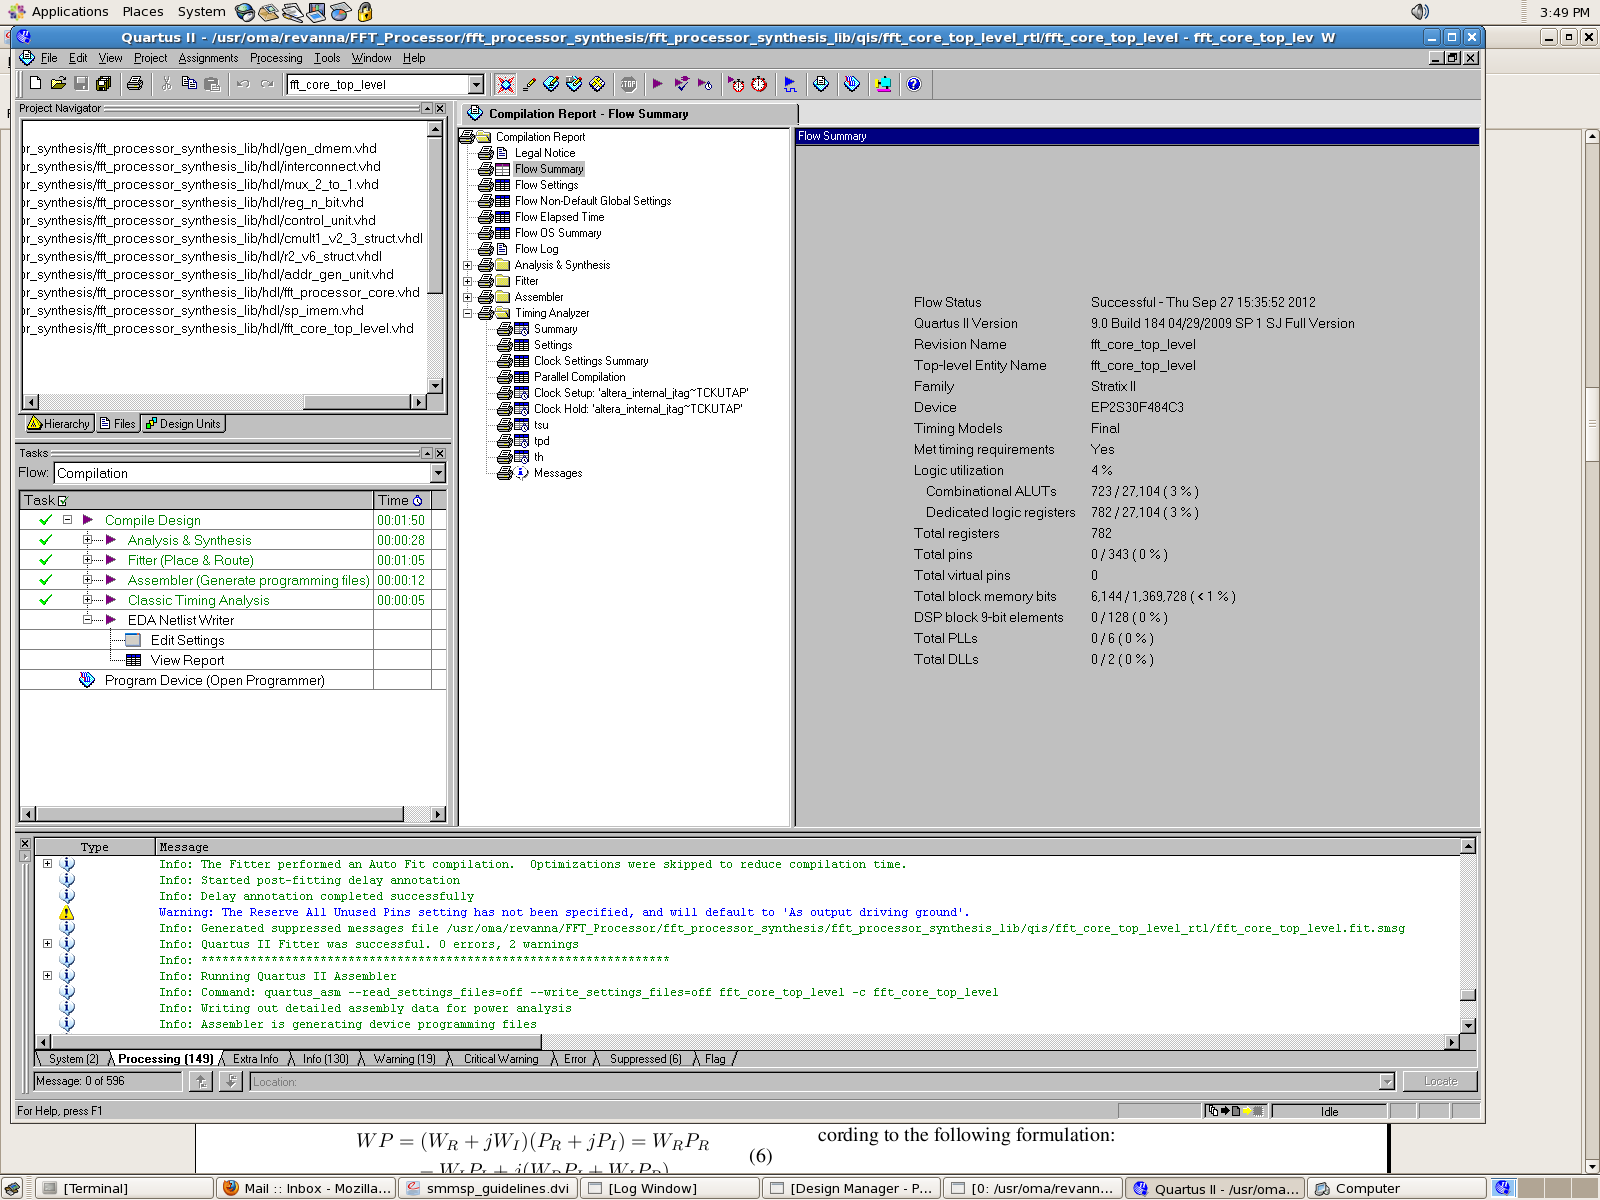 Applications Places System 3:49 PM
Quartus II - /usr/oma/revanna/FFT_Processor/fft_processor_synthesis/fft_processor_synthesis_lib/qis/fft_core_top_level_rtl/fft_core_top_level - fft_core_top_lev W
File Edit View Project Assignments Processing Tools Window Help
fft_core_top_level
Project Navigator
or_synthesis/fft_processor_synthesis_lib/hdl/gen_dmem.vhd
or_synthesis/fft_processor_synthesis_lib/hdl/interconnect.vhd
or_synthesis/fft_processor_synthesis_lib/hdl/mux_2_to_1.vhd
or_synthesis/fft_processor_synthesis_lib/hdl/reg_n_bit.vhd
or_synthesis/fft_processor_synthesis_lib/hdl/control_unit.vhd
or_synthesis/fft_processor_synthesis_lib/hdl/cmult1_v2_3_struct.vhdl
or_synthesis/fft_processor_synthesis_lib/hdl/r2_v6_struct.vhdl
or_synthesis/fft_processor_synthesis_lib/hdl/addr_gen_unit.vhd
or_synthesis/fft_processor_synthesis_lib/hdl/fft_processor_core.vhd
or_synthesis/fft_processor_synthesis_lib/hdl/sp_imem.vhd
or_synthesis/fft_processor_synthesis_lib/hdl/fft_core_top_level.vhd
Hierarchy Files Design Units
Tasks
Flow: Compilation
Task Time
Compile Design 00:01:50
Analysis & Synthesis 00:00:28
Fitter (Place & Route) 00:01:05
Assembler (Generate programming files) 00:00:12
Classic Timing Analysis 00:00:05
EDA Netlist Writer
Edit Settings
View Report
Program Device (Open Programmer)
Compilation Report - Flow Summary
Compilation Report
Legal Notice
Flow Summary
Flow Settings
Flow Non-Default Global Settings
Flow Elapsed Time
Flow OS Summary
Flow Log
Analysis & Synthesis
Fitter
Assembler
Timing Analyzer
Summary
Settings
Clock Settings Summary
Parallel Compilation
Clock Setup: 'altera_internal_jtag~TCKUTAP'
Clock Hold: 'altera_internal_jtag~TCKUTAP'
tsu
tpd
th
Messages
Flow Summary
Flow Status Successful - Thu Sep 27 15:35:52 2012
Quartus II Version 9.0 Build 184 04/29/2009 SP 1 SJ Full Version
Revision Name fft_core_top_level
Top-level Entity Name fft_core_top_level
Family Stratix II
Device EP2S30F484C3
Timing Models Final
Met timing requirements Yes
Logic utilization 4 %
Combinational ALUTs 723 / 27,104 ( 3 % )
Dedicated logic registers 782 / 27,104 ( 3 % )
Total registers 782
Total pins 0 / 343 ( 0 % )
Total virtual pins 0
Total block memory bits 6,144 / 1,369,728 ( < 1 % )
DSP block 9-bit elements 0 / 128 ( 0 % )
Total PLLs 0 / 6 ( 0 % )
Total DLLs 0 / 2 ( 0 % )
Type Message
Info: The Fitter performed an Auto Fit compilation. Optimizations were skipped to reduce compilation time.
Info: Started post-fitting delay annotation
Info: Delay annotation completed successfully
Warning: The Reserve All Unused Pins setting has not been specified, and will default to 'As output driving ground'.
Info: Generated suppressed messages file /usr/oma/revanna/FFT_Processor/fft_processor_synthesis/fft_processor_synthesis_lib/qis/fft_core_top_level_rtl/fft_core_top_level.fit.smsg
Info: Quartus II Fitter was successful. 0 errors, 2 warnings
Info: *******************************************************************
Info: Running Quartus II Assembler
Info: Command: quartus_asm --read_settings_files=off --write_settings_files=off fft_core_top_level -c fft_core_top_level
Info: Writing out detailed assembly data for power analysis
Info: Assembler is generating device programming files
System (2) Processing (149) Extra Info Info (130) Warning (19) Critical Warning Error Suppressed (6) Flag
Message: 0 of 596 Location: Locate
For Help, press F1 Idle
WP = (W_R + jW_I)(P_R + jP_I) = W_R P_R
− W_I P_I + j(W_R P_I + W_I P_R)
(6)
cording to the following formulation:
[Terminal] Mail :: Inbox - Mozilla... smmsp_guidelines.dvi [Log Window] [Design Manager - P... [0: /usr/oma/revann... Quartus II - /usr/oma... Computer